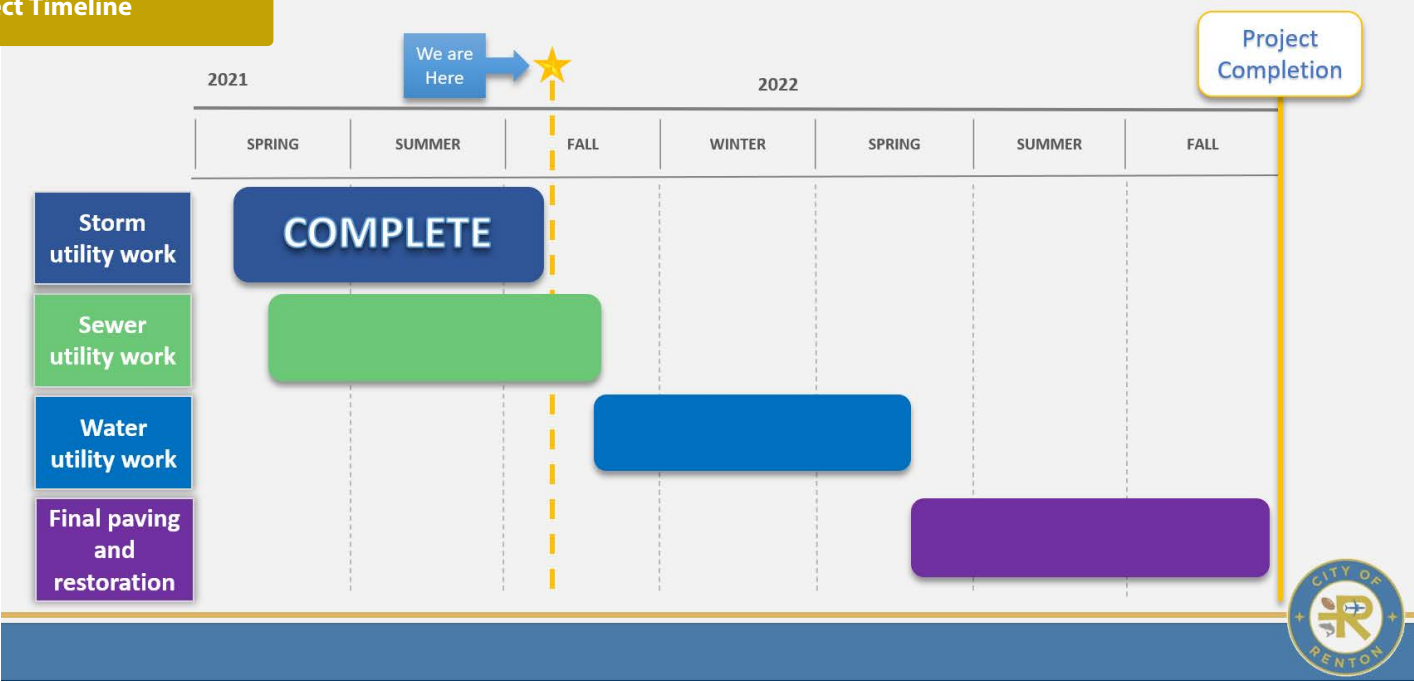 ect Timeline
We are
Here
Project
Completion
2021
2022
SPRING
SUMMER
FALL
WINTER
SPRING
SUMMER
FALL
Storm
utility work
COMPLETE
Sewer
utility work
Water
utility work
Final paving
and
restoration
CITY OF
R
RENTON